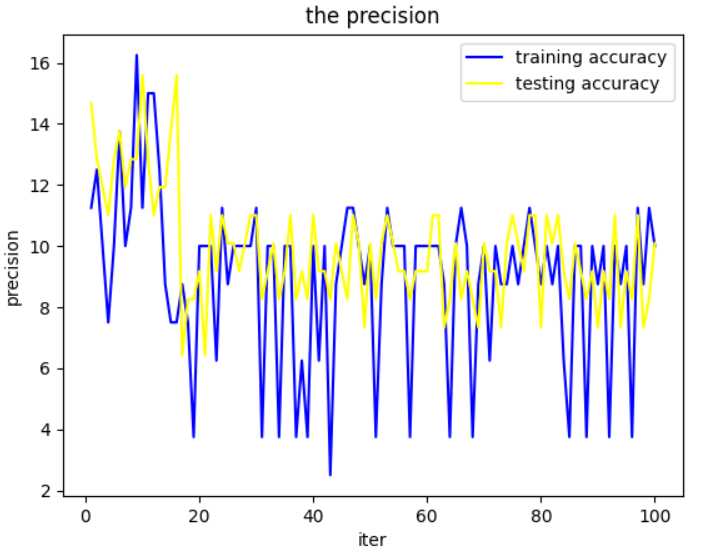 the precision
training accuracy
testing accuracy
precision
16
14
12
10
8
6
4
2
0
20
40
60
80
100
iter